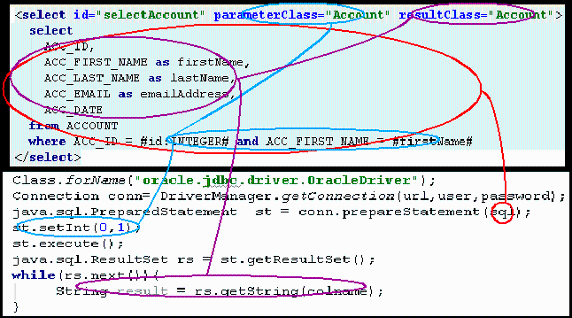 <select id="selectAccount" parameterClass="Account" resultClass="Account">
select
ACC_ID,
ACC_FIRST_NAME as firstName,
ACC_LAST_NAME as lastName,
ACC_EMAIL as emailAddress,
ACC_DATE
from ACCOUNT
where ACC_ID = #id:INTEGER# and ACC_FIRST_NAME = #firstName#
</select>
Class.forName("oracle.jdbc.driver.OracleDriver");
Connection conn= DriverManager.getConnection(url,user,password);
java.sql.PreparedStatement st = conn.prepareStatement(sql);
st.setInt(0,1);
st.execute();
java.sql.ResultSet rs = st.getResultSet();
while(rs.next()){
String result = rs.getString(colname);
}